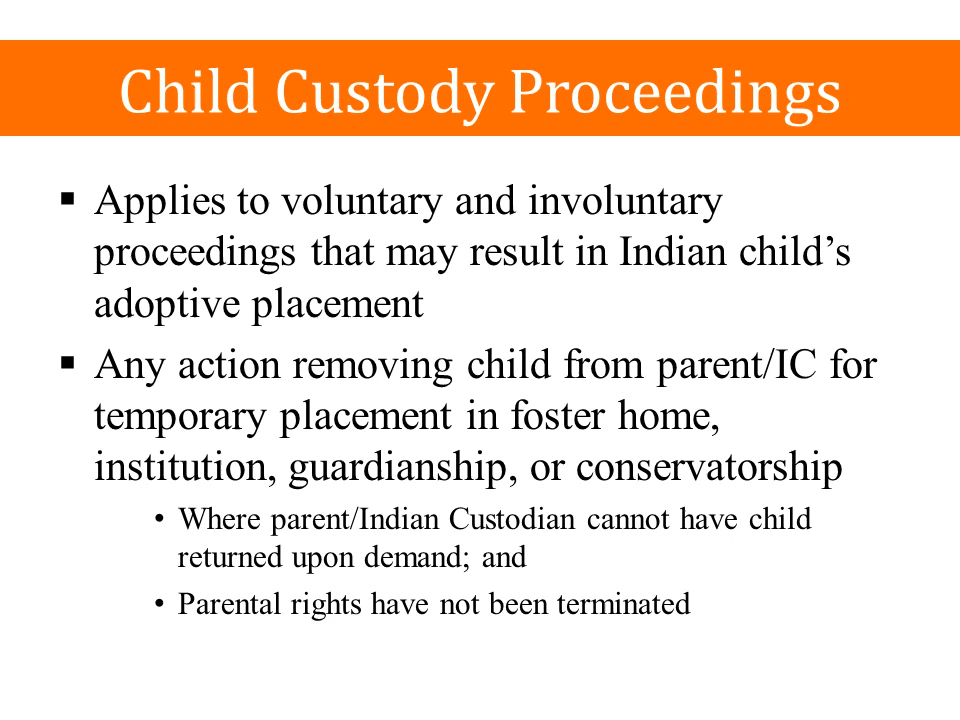 Child Custody Proceedings
▪ Applies to voluntary and involuntary
proceedings that may result in Indian child’s
adoptive placement
▪ Any action removing child from parent/IC for
temporary placement in foster home,
institution, guardianship, or conservatorship
• Where parent/Indian Custodian cannot have child
returned upon demand; and
• Parental rights have not been terminated